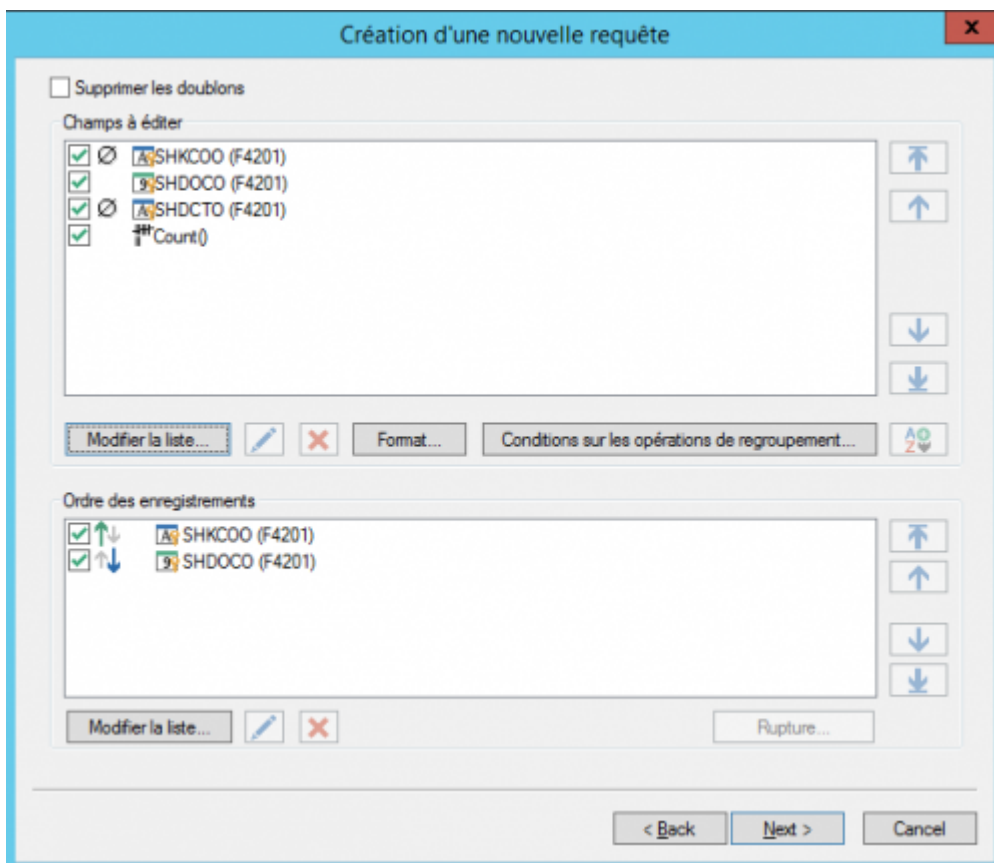 Création d'une nouvelle requête
x
Supprimer les doublons
Champs à éditer
SHKCOO (F4201)
SHDOCO (F4201)
SHDCTO (F4201)
Count()
Modifier la liste...
Format...
Conditions sur les opérations de regroupement...
Ordre des enregistrements
SHKCOO (F4201)
SHDOCO (F4201)
Modifier la liste...
Rupture...
< Back
Next >
Cancel